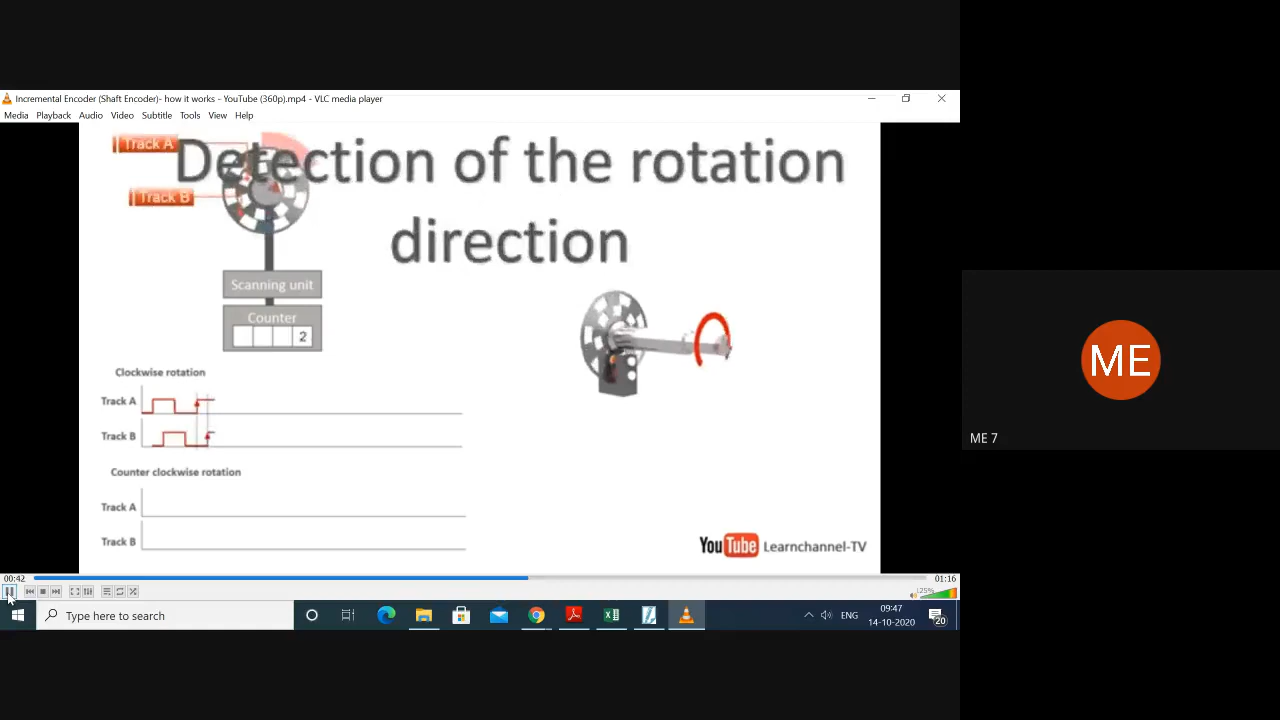 Incremental Encoder (Shaft Encoder)- how it works - YouTube (360p).mp4 - VLC media player
Media Playback Audio Video Subtitle Tools View Help
Track A
Detection of the rotation
direction
Track B
Scanning unit
Counter
2
Clockwise rotation
Track A
Track B
Counter clockwise rotation
Track A
Track B
YouTube Learnchannel-TV
00:42
01:16
125%
Type here to search
ENG
09:47
14-10-2020
20
ME
ME 7